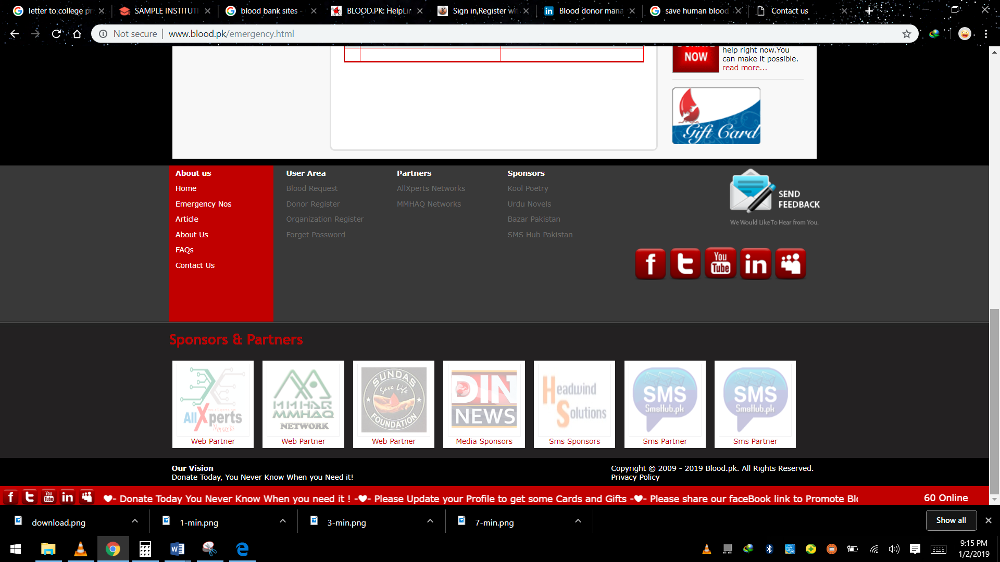 letter to college pr
SAMPLE INSTITUTI
blood bank sites -
BLOOD.PK: HelpLin
Sign in,Register wit
Blood donor mana
save human blood
Contact us
Not secure
www.blood.pk/emergency.html
NOW
help right now.You
can make it possible.
read more...
Gift Card
About us
Home
Emergency Nos
Article
About Us
FAQs
Contact Us
User Area
Blood Request
Donor Register
Organization Register
Forget Password
Partners
AllXperts Networks
MMHAQ Networks
Sponsors
Kool Poetry
Urdu Novels
Bazar Pakistan
SMS Hub Pakistan
SEND
FEEDBACK
We Would Like To Hear from You.
f t You Tube in
Sponsors & Partners
AllXperts
Networks
Web Partner
MMHAQ
MMHAQ
NETWORK
Web Partner
SUNDAS
Save Life
FOUNDATION
Web Partner
DIN
NEWS
Media Sponsors
Headwind
Solutions
Sms Sponsors
SMS
SmsHub.pk
Sms Partner
SMS
SmsHub.pk
Sms Partner
Our Vision
Donate Today, You Never Know When you Need it!
Copyright © 2009 - 2019 Blood.pk. All Rights Reserved.
Privacy Policy
f t You Tube in
- Donate Today You Never Know When you need it ! -♥- Please Update your Profile to get some Cards and Gifts -♥- Please share our faceBook link to Promote Blo
60 Online
download.png
1-min.png
3-min.png
7-min.png
Show all
9:15 PM
1/2/2019